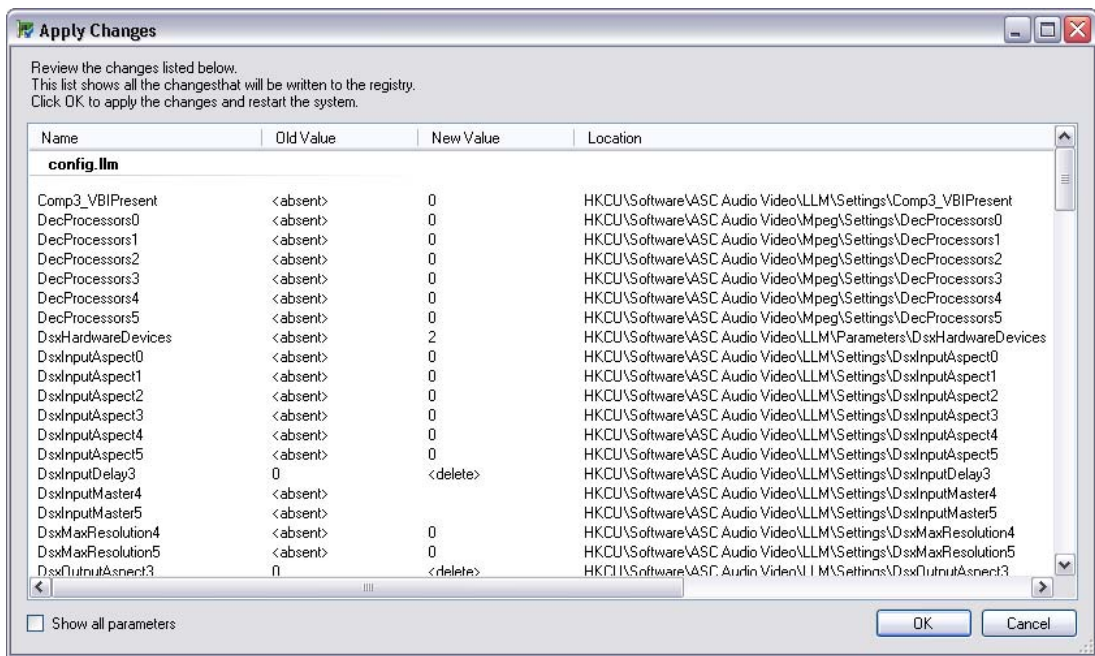 Apply Changes
Review the changes listed below.
This list shows all the changesthat will be written to the registry.
Click OK to apply the changes and restart the system.
Name Old Value New Value Location
config.llm
Comp3_VBIPresent <absent> 0 HKCU\Software\ASC Audio Video\LLM\Settings\Comp3_VBIPresent
DecProcessors0 <absent> 0 HKCU\Software\ASC Audio Video\Mpeg\Settings\DecProcessors0
DecProcessors1 <absent> 0 HKCU\Software\ASC Audio Video\Mpeg\Settings\DecProcessors1
DecProcessors2 <absent> 0 HKCU\Software\ASC Audio Video\Mpeg\Settings\DecProcessors2
DecProcessors3 <absent> 0 HKCU\Software\ASC Audio Video\Mpeg\Settings\DecProcessors3
DecProcessors4 <absent> 0 HKCU\Software\ASC Audio Video\Mpeg\Settings\DecProcessors4
DecProcessors5 <absent> 0 HKCU\Software\ASC Audio Video\Mpeg\Settings\DecProcessors5
DsxHardwareDevices <absent> 2 HKCU\Software\ASC Audio Video\LLM\Parameters\DsxHardwareDevices
DsxInputAspect0 <absent> 0 HKCU\Software\ASC Audio Video\LLM\Settings\DsxInputAspect0
DsxInputAspect1 <absent> 0 HKCU\Software\ASC Audio Video\LLM\Settings\DsxInputAspect1
DsxInputAspect2 <absent> 0 HKCU\Software\ASC Audio Video\LLM\Settings\DsxInputAspect2
DsxInputAspect3 <absent> 0 HKCU\Software\ASC Audio Video\LLM\Settings\DsxInputAspect3
DsxInputAspect4 <absent> 0 HKCU\Software\ASC Audio Video\LLM\Settings\DsxInputAspect4
DsxInputAspect5 <absent> 0 HKCU\Software\ASC Audio Video\LLM\Settings\DsxInputAspect5
DsxInputDelay3 0 <delete> HKCU\Software\ASC Audio Video\LLM\Settings\DsxInputDelay3
DsxInputMaster4 <absent> HKCU\Software\ASC Audio Video\LLM\Settings\DsxInputMaster4
DsxInputMaster5 <absent> HKCU\Software\ASC Audio Video\LLM\Settings\DsxInputMaster5
DsxMaxResolution4 <absent> 0 HKCU\Software\ASC Audio Video\LLM\Settings\DsxMaxResolution4
DsxMaxResolution5 <absent> 0 HKCU\Software\ASC Audio Video\LLM\Settings\DsxMaxResolution5
DsxOutputAspect3 0 <delete> HKCU\Software\ASC Audio Video\LLM\Settings\DsxOutputAspect3
Show all parameters
OK Cancel